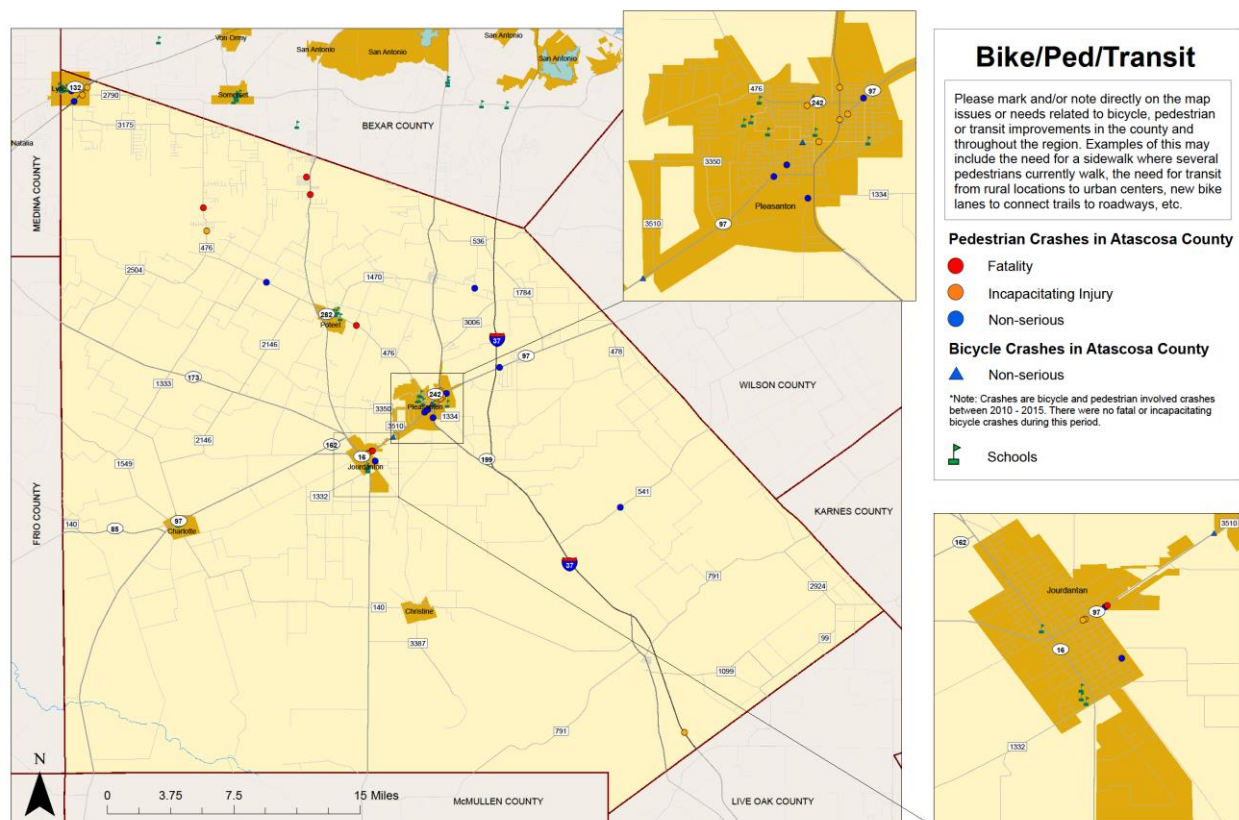 Bike/Ped/Transit
Please mark and/or note directly on the map
issues or needs related to bicycle, pedestrian
or transit improvements in the county and
throughout the region. Examples of this may
include the need for a sidewalk where several
pedestrians currently walk, the need for transit
from rural locations to urban centers, new bike
lanes to connect trails to roadways, etc.
Pedestrian Crashes in Atascosa County
Fatality
Incapacitating Injury
Non-serious
Bicycle Crashes in Atascosa County
Non-serious
*Note: Crashes are bicycle and pedestrian involved crashes
between 2010 - 2015. There were no fatal or incapacitating
bicycle crashes during this period.
Schools
Von Ormy
San Antonio
San Antonio
San Antonio
San Antonio
132
2790
Somerset
3175
Natalia
BEXAR COUNTY
MEDINA COUNTY
476
536
2504
1470
1784
282
Poteet
3006
2146
476
37
97
478
173
1333
WILSON COUNTY
242
3350
Pleasanton
1334
3510
2146
162
16
199
1549
Jourdanton
1332
541
FRIO COUNTY
140
85
97
Charlotte
KARNES COUNTY
37
791
2924
140
Christine
99
3387
1099
791
N
0
3.75
7.5
15 Miles
McMULLEN COUNTY
LIVE OAK COUNTY
476
242
97
3350
1334
Pleasanton
3510
97
3510
162
Jourdanton
97
16
1332